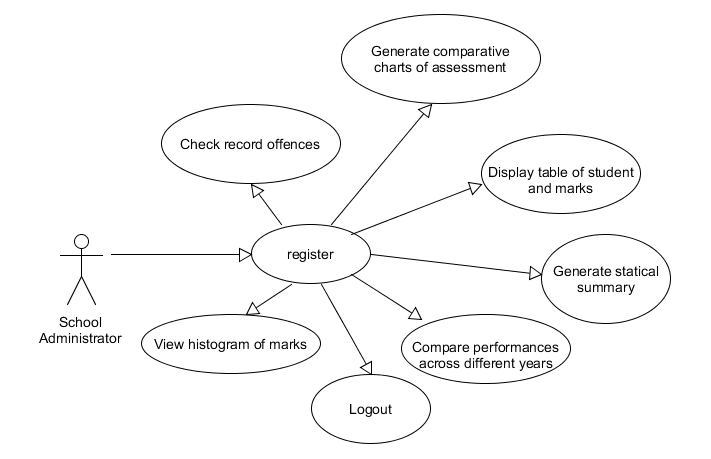 Generate comparative
charts of assessment
Check record offences
Display table of student
and marks
register
Generate statical
summary
School
Administrator
View histogram of marks
Compare performances
across different years
Logout